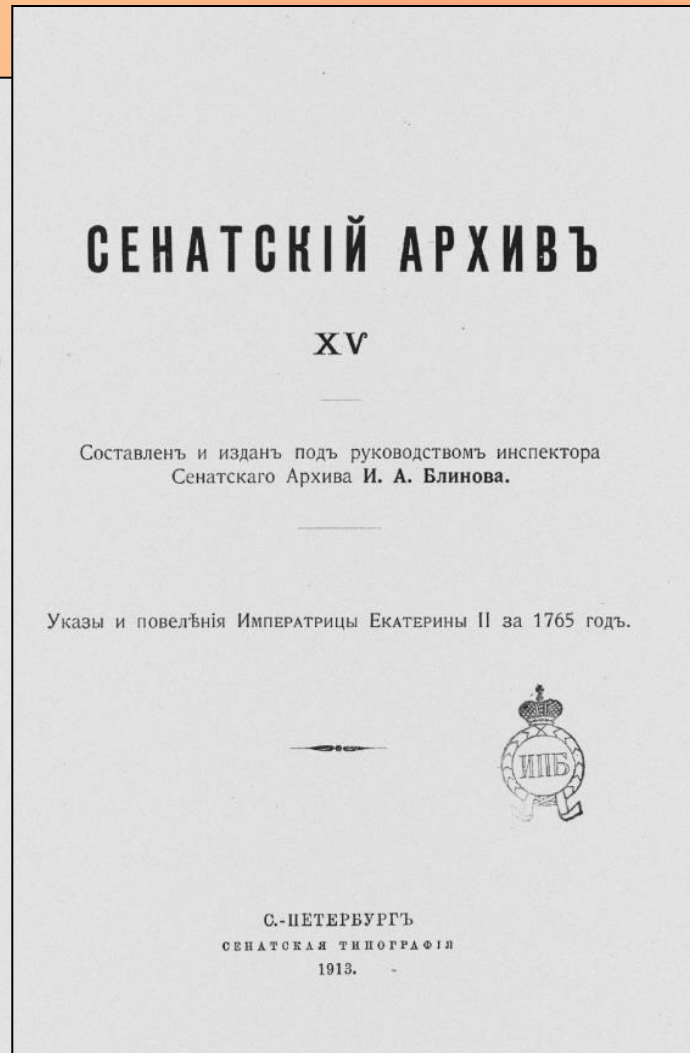 СЕНАТСКІЙ АРХИВЪ
XV
Составленъ и изданъ подъ руководствомъ инспектора
Сенатскаго Архива И. А. Блинова.
Указы и повелѣнія Императрицы Екатерины II за 1765 годъ.
ИПБ
С.-ПЕТЕРБУРГЪ
СЕНАТСКАЯ ТИПОГРАФІЯ
1913.